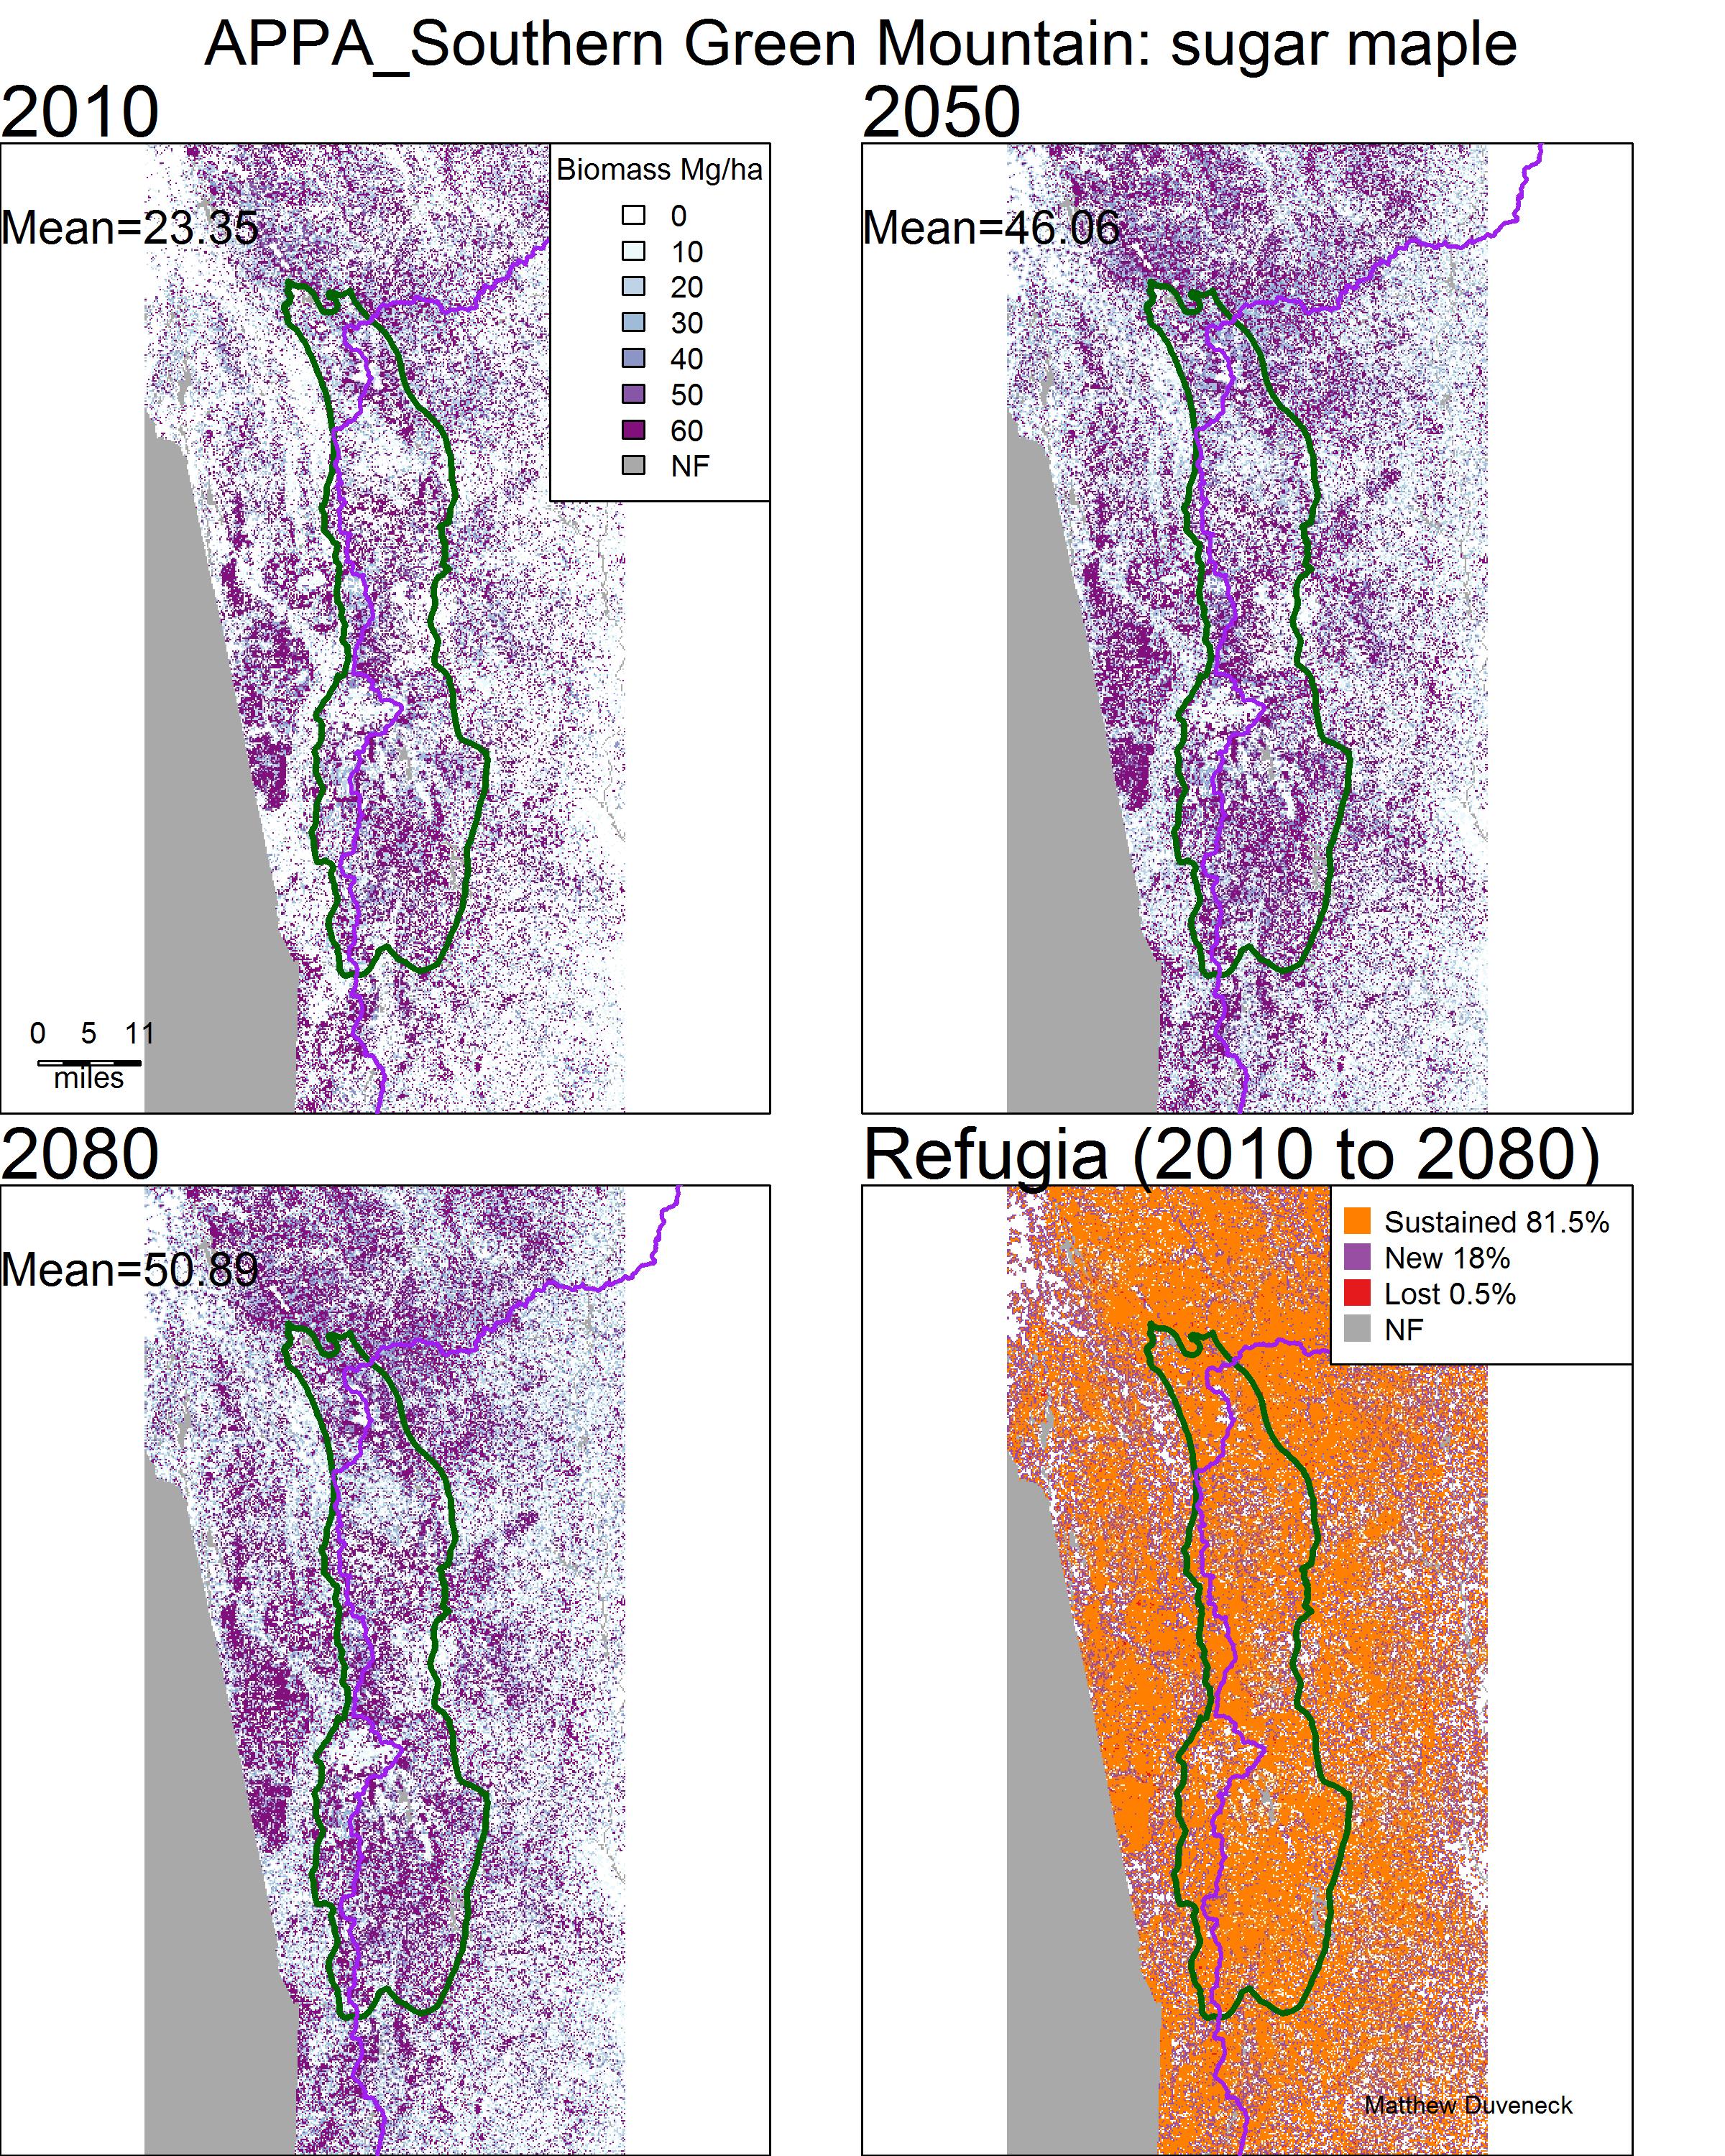 APPA_Southern Green Mountain: sugar maple
2010
Mean=23.35
Biomass Mg/ha
0
10
20
30
40
50
60
NF
0 5 11
miles
2050
Mean=46.06
2080
Mean=50.89
Refugia (2010 to 2080)
Sustained 81.5%
New 18%
Lost 0.5%
NF
Matthew Duveneck